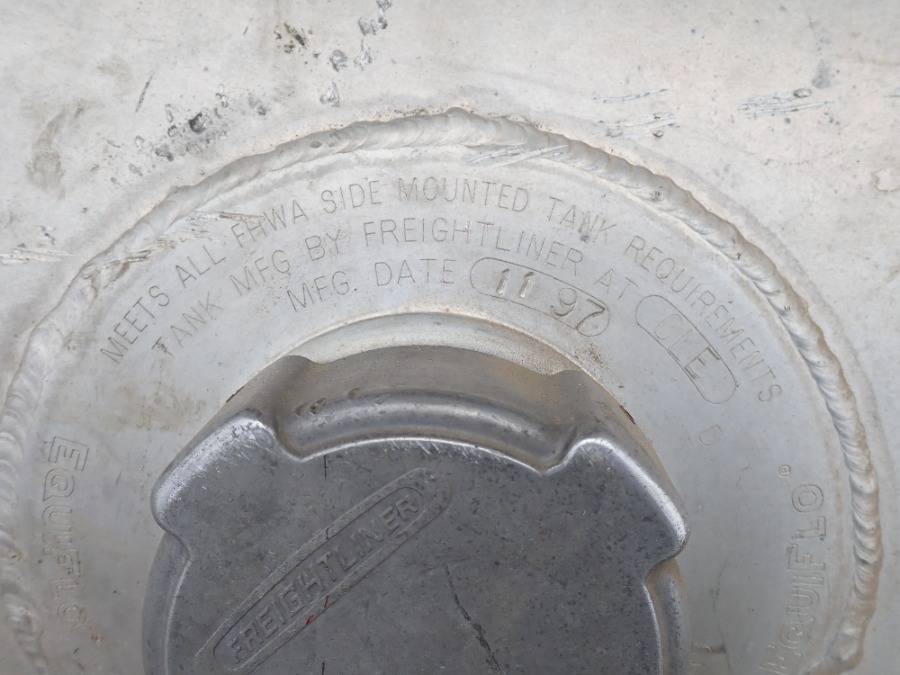 MEETS ALL FHWA SIDE MOUNTED TANK REQUIREMENTS
TANK MFG BY FREIGHTLINER AT CLE
MFG. DATE 11 97
D
EQUIFLO
EQUIFLO®
FREIGHTLINER